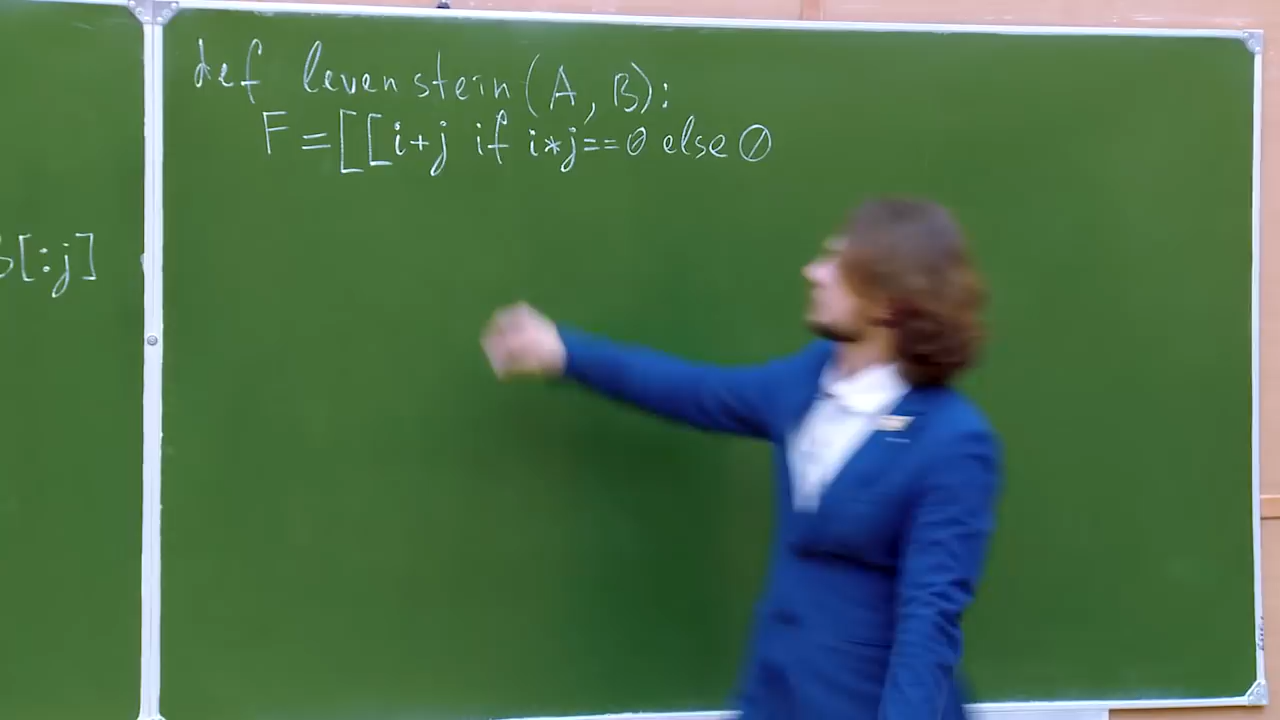 def levenstein(A, B):
F=[[i+j if i*j==0 else 0
B[:j]